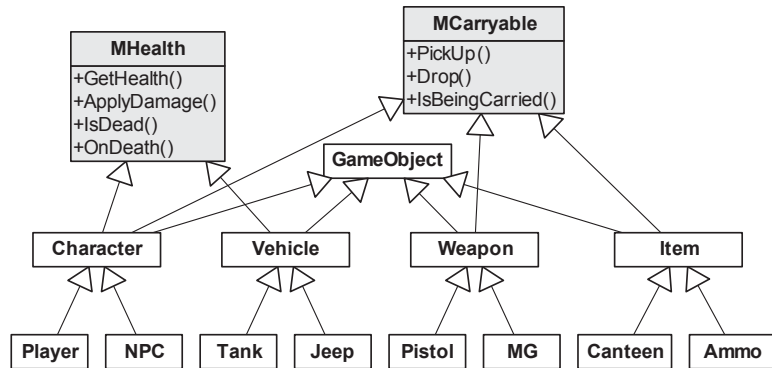 MHealth
+GetHealth()
+ApplyDamage()
+IsDead()
+OnDeath()
MCarryable
+PickUp()
+Drop()
+IsBeingCarried()
GameObject
Character
Vehicle
Weapon
Item
Player
NPC
Tank
Jeep
Pistol
MG
Canteen
Ammo